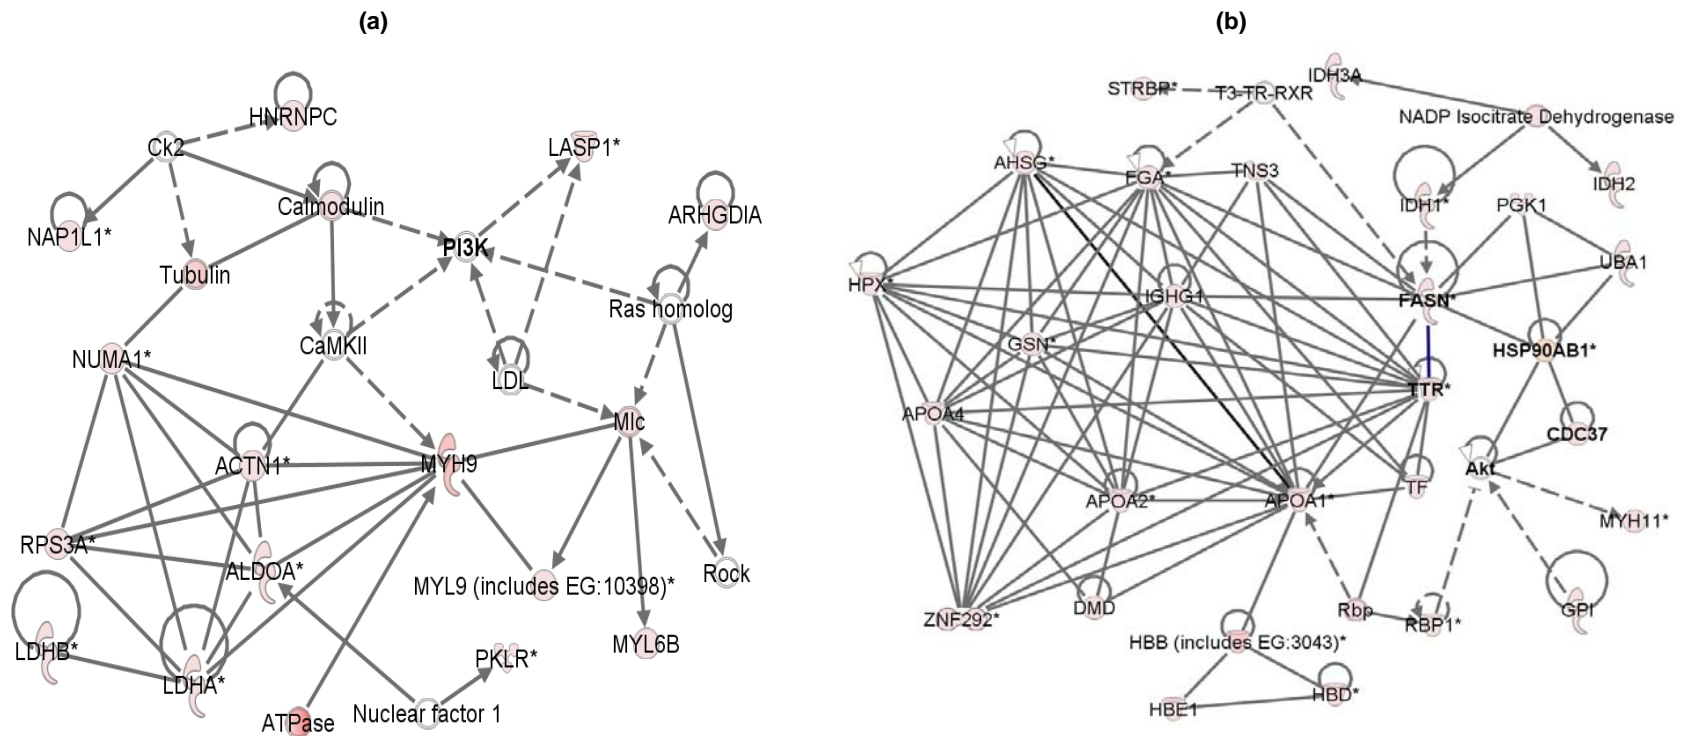 (a)
HNRNPC
Ck2
LASP1*
Calmodulin
NAP1L1*
ARHGDIA
PI3K
Tubulin
Ras homolog
CaMKII
NUMA1*
LDL
Mlc
ACTN1*
MYH9
RPS3A*
ALDOA*
MYL9 (includes EG:10398)*
Rock
LDHB*
MYL6B
PKLR*
LDHA*
Nuclear factor 1
ATPase
(b)
IDH3A
STRBP*
T3-TR-RXR
NADP Isocitrate Dehydrogenase
AHSG*
FGA*
TNS3
IDH2
IDH1*
PGK1
UBA1
HPX*
IGHG1
FASN*
GSN*
HSP90AB1*
TTR*
APOA4
CDC37
Akt
TF
APOA2*
APOA1*
MYH11*
ZNF292*
DMD
Rbp
RBP1*
GPI
HBB (includes EG:3043)*
HBD*
HBE1